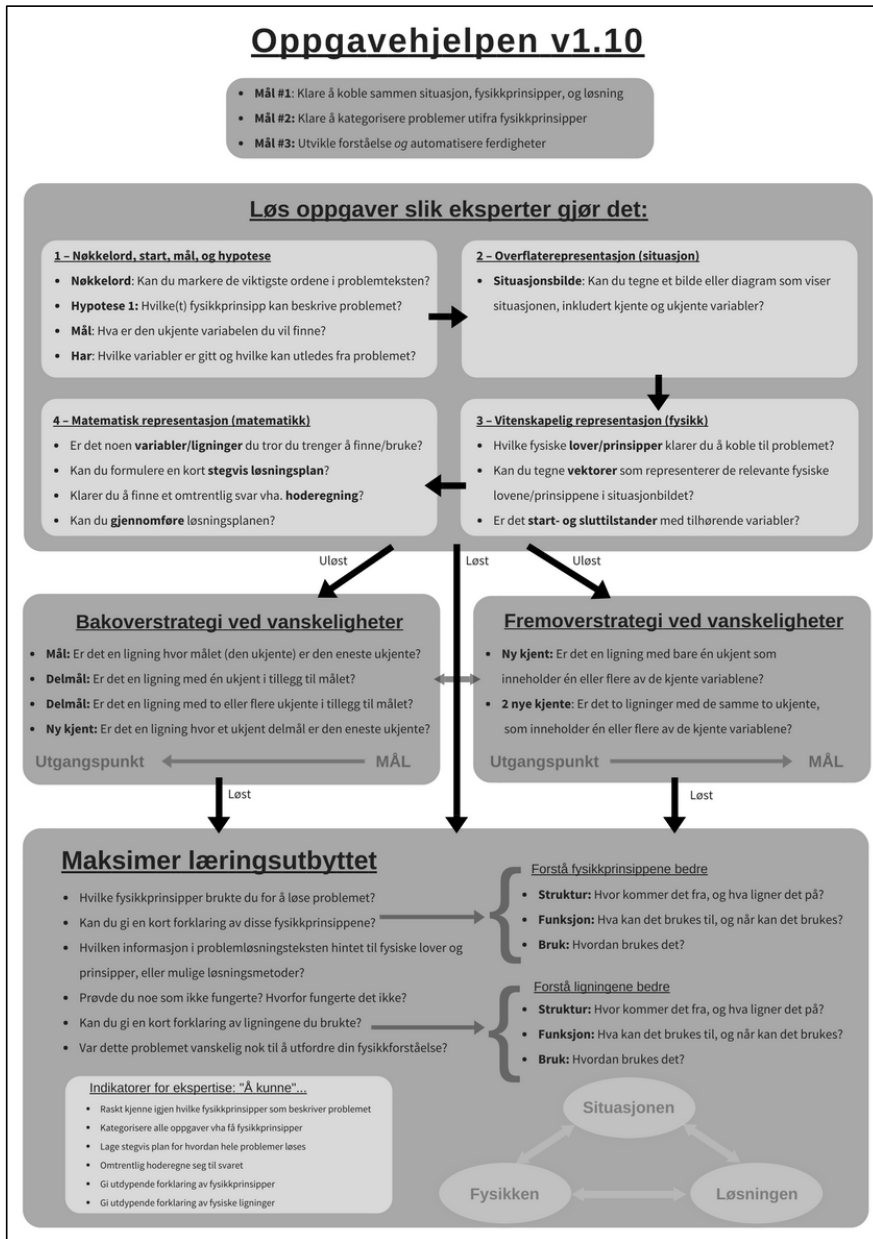 Oppgavehjelpen v1.10
• Mål #1: Klare å koble sammen situasjon, fysikkprinsipper, og løsning
• Mål #2: Klare å kategorisere problemer utifra fysikkprinsipper
• Mål #3: Utvikle forståelse og automatisere ferdigheter
Løs oppgaver slik eksperter gjør det:
1 – Nøkkelord, start, mål, og hypotese
• Nøkkelord: Kan du markere de viktigste ordene i problemteksten?
• Hypotese 1: Hvilke(t) fysikkprinsipp kan beskrive problemet?
• Mål: Hva er den ukjente variabelen du vil finne?
• Har: Hvilke variabler er gitt og hvilke kan utledes fra problemet?
2 – Overflaterepresentasjon (situasjon)
• Situasjonsbilde: Kan du tegne et bilde eller diagram som viser
situasjonen, inkludert kjente og ukjente variabler?
3 – Vitenskapelig representasjon (fysikk)
• Hvilke fysiske lover/prinsipper klarer du å koble til problemet?
• Kan du tegne vektorer som representerer de relevante fysiske
lovene/prinsippene i situasjonbildet?
• Er det start- og sluttilstander med tilhørende variabler?
4 – Matematisk representasjon (matematikk)
• Er det noen variabler/ligninger du tror du trenger å finne/bruke?
• Kan du formulere en kort stegvis løsningsplan?
• Klarer du å finne et omtrentlig svar vha. hoderegning?
• Kan du gjennomføre løsningsplanen?
Uløst
Løst
Uløst
Bakoverstrategi ved vanskeligheter
• Mål: Er det en ligning hvor målet (den ukjente) er den eneste ukjente?
• Delmål: Er det en ligning med én ukjent i tillegg til målet?
• Delmål: Er det en ligning med to eller flere ukjente i tillegg til målet?
• Ny kjent: Er det en ligning hvor et ukjent delmål er den eneste ukjente?
Utgangspunkt MÅL
Fremoverstrategi ved vanskeligheter
• Ny kjent: Er det en ligning med bare én ukjent som
inneholder én eller flere av de kjente variablene?
• 2 nye kjente: Er det to ligninger med de samme to ukjente,
som inneholder én eller flere av de kjente variablene?
Utgangspunkt MÅL
Løst
Løst
Maksimer læringsutbyttet
• Hvilke fysikkprinsipper brukte du for å løse problemet?
• Kan du gi en kort forklaring av disse fysikkprinsippene?
• Hvilken informasjon i problemløsningsteksten hintet til fysiske lover og
prinsipper, eller mulige løsningsmetoder?
• Prøvde du noe som ikke fungerte? Hvorfor fungerte det ikke?
• Kan du gi en kort forklaring av ligningene du brukte?
• Var dette problemet vanskelig nok til å utfordre din fysikkforståelse?
Forstå fysikkprinsippene bedre
• Struktur: Hvor kommer det fra, og hva ligner det på?
• Funksjon: Hva kan det brukes til, og når kan det brukes?
• Bruk: Hvordan brukes det?
Forstå ligningene bedre
• Struktur: Hvor kommer det fra, og hva ligner det på?
• Funksjon: Hva kan det brukes til, og når kan det brukes?
• Bruk: Hvordan brukes det?
Indikatorer for ekspertise: "Å kunne"...
• Raskt kjenne igjen hvilke fysikkprinsipper som beskriver problemet
• Kategorisere alle oppgaver vha få fysikkprinsipper
• Lage stegvis plan for hvordan hele problemer løses
• Omtrentlig hoderegne seg til svaret
• Gi utdypende forklaring av fysikkprinsipper
• Gi utdypende forklaring av fysiske ligninger
Situasjonen
Fysikken
Løsningen